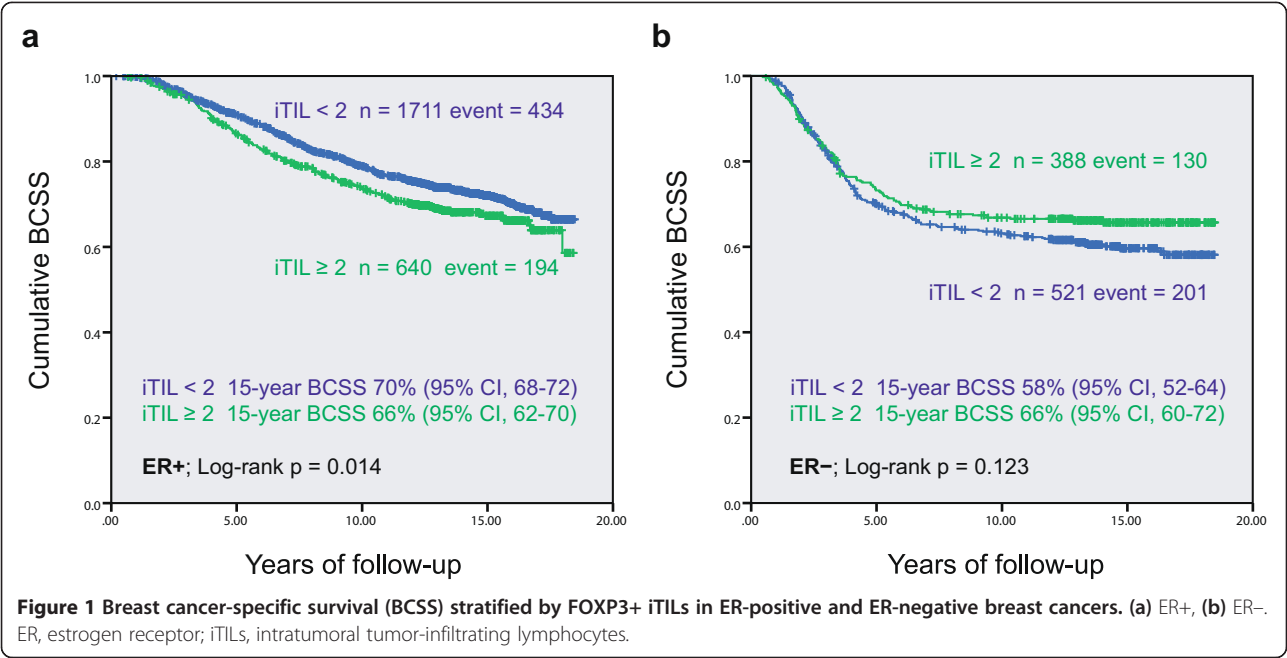 a
1.0
0.8
0.6
0.4
0.2
0.0
Cumulative BCSS
iTIL < 2 n = 1711 event = 434
iTIL ≥ 2 n = 640 event = 194
iTIL < 2 15-year BCSS 70% (95% CI, 68-72)
iTIL ≥ 2 15-year BCSS 66% (95% CI, 62-70)
ER+; Log-rank p = 0.014
.00 5.00 10.00 15.00 20.00
Years of follow-up
b
1.0
0.8
0.6
0.4
0.2
0.0
Cumulative BCSS
iTIL ≥ 2 n = 388 event = 130
iTIL < 2 n = 521 event = 201
iTIL < 2 15-year BCSS 58% (95% CI, 52-64)
iTIL ≥ 2 15-year BCSS 66% (95% CI, 60-72)
ER−; Log-rank p = 0.123
.00 5.00 10.00 15.00 20.00
Years of follow-up
Figure 1 Breast cancer-specific survival (BCSS) stratified by FOXP3+ iTILs in ER-positive and ER-negative breast cancers. (a) ER+, (b) ER–.
ER, estrogen receptor; iTILs, intratumoral tumor-infiltrating lymphocytes.